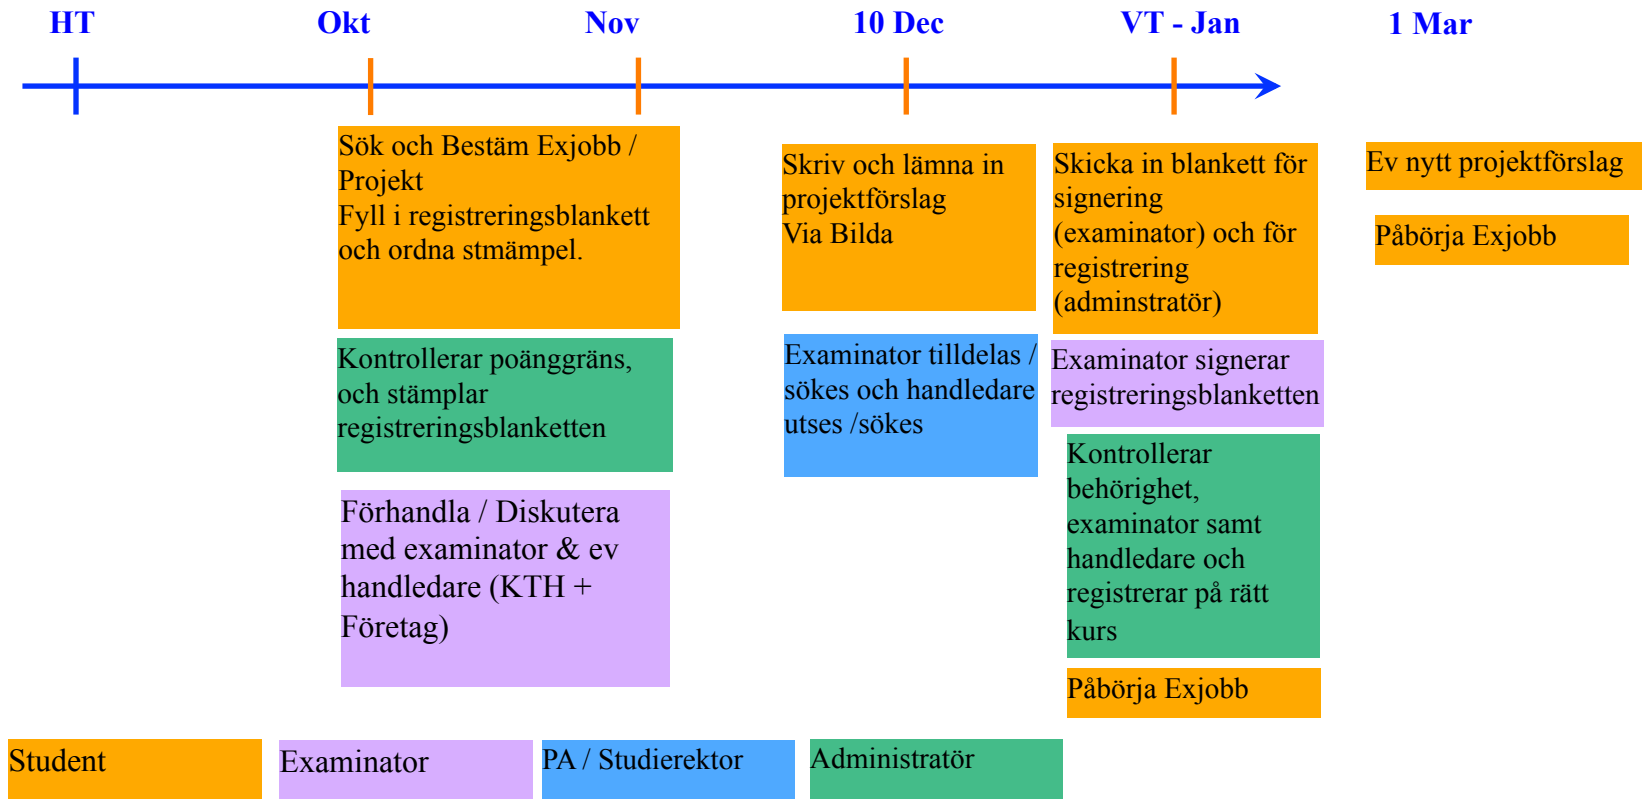 HT
Okt
Nov
10 Dec
VT - Jan
1 Mar
Sök och Bestäm Exjobb /
Projekt
Fyll i registreringsblankett
och ordna stmämpel.
Kontrollerar poänggräns,
och stämplar
registreringsblanketten
Förhandla / Diskutera
med examinator & ev
handledare (KTH +
Företag)
Skriv och lämna in
projektförslag
Via Bilda
Examinator tilldelas /
sökes och handledare
utses /sökes
Skicka in blankett för
signering
(examinator) och för
registrering
(adminstratör)
Examinator signerar
registreringsblanketten
Kontrollerar
behörighet,
examinator samt
handledare och
registrerar på rätt
kurs
Påbörja Exjobb
Ev nytt projektförslag
Påbörja Exjobb
Student
Examinator
PA / Studierektor
Administratör